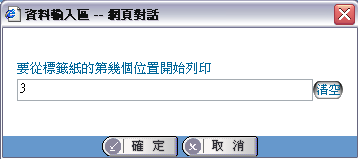 資料輸入區 -- 網頁對話
要從標籤紙的第幾個位置開始列印
3
清空
確 定
取 消